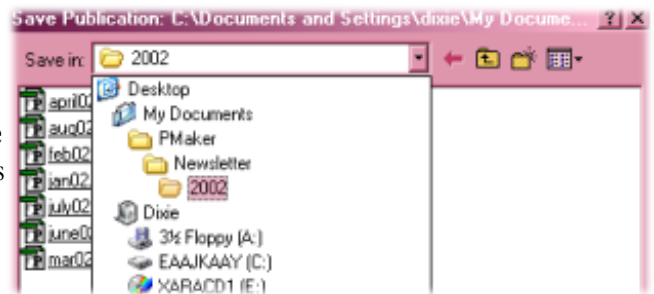 Save Publication: C:\Documents and Settings\dixie\My Docume... ? X
Save in: 2002
april02
aug02
feb02
jan02
july02
june0
mar02
Desktop
My Documents
PMaker
Newsletter
2002
Dixie
3½ Floppy (A:)
EAAJKAAY (C:)
XARACD1 (E:)